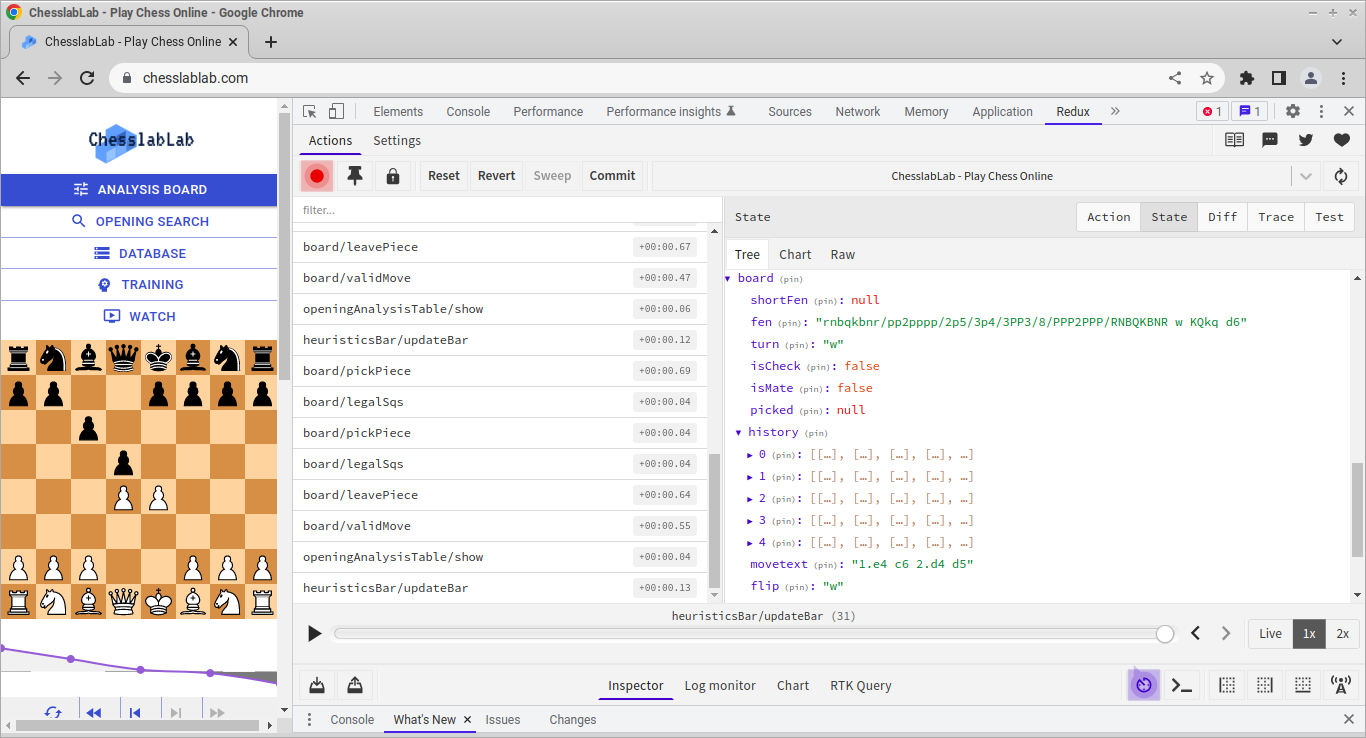 ChesslabLab - Play Chess Online - Google Chrome
ChesslabLab - Play Chess Online
chesslablab.com
Elements Console Performance Performance insights Sources Network Memory Application Redux 1 1
ChesslabLab
Actions Settings
ANALYSIS BOARD
Reset Revert Sweep Commit ChesslabLab - Play Chess Online
OPENING SEARCH
filter...
State Action State Diff Trace Test
DATABASE
TRAINING
WATCH
board/leavePiece +00:00.67
board/validMove +00:00.47
openingAnalysisTable/show +00:00.06
heuristicsBar/updateBar +00:00.12
board/pickPiece +00:00.69
board/legalSqs +00:00.04
board/pickPiece +00:00.04
board/legalSqs +00:00.04
board/leavePiece +00:00.64
board/validMove +00:00.55
openingAnalysisTable/show +00:00.04
heuristicsBar/updateBar +00:00.13
Tree Chart Raw
board (pin)
shortFen (pin): null
fen (pin): "rnbqkbnr/pp2pppp/2p5/3p4/3PP3/8/PPP2PPP/RNBQKBNR w KQkq d6"
turn (pin): "w"
isCheck (pin): false
isMate (pin): false
picked (pin): null
history (pin)
0 (pin): [[…], […], […], […], …]
1 (pin): [[…], […], […], […], …]
2 (pin): [[…], […], […], […], …]
3 (pin): [[…], […], […], […], …]
4 (pin): [[…], […], […], […], …]
movetext (pin): "1.e4 c6 2.d4 d5"
flip (pin): "w"
heuristicsBar/updateBar (31)
Live 1x 2x
Inspector Log monitor Chart RTK Query
Console What's New Issues Changes